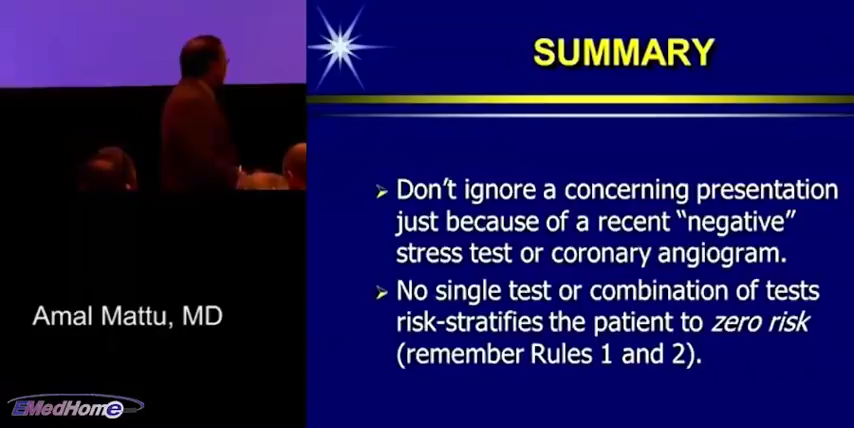 SUMMARY
➢ Don't ignore a concerning presentation
just because of a recent “negative”
stress test or coronary angiogram.
➢ No single test or combination of tests
risk-stratifies the patient to zero risk
(remember Rules 1 and 2).
Amal Mattu, MD
EMedHome